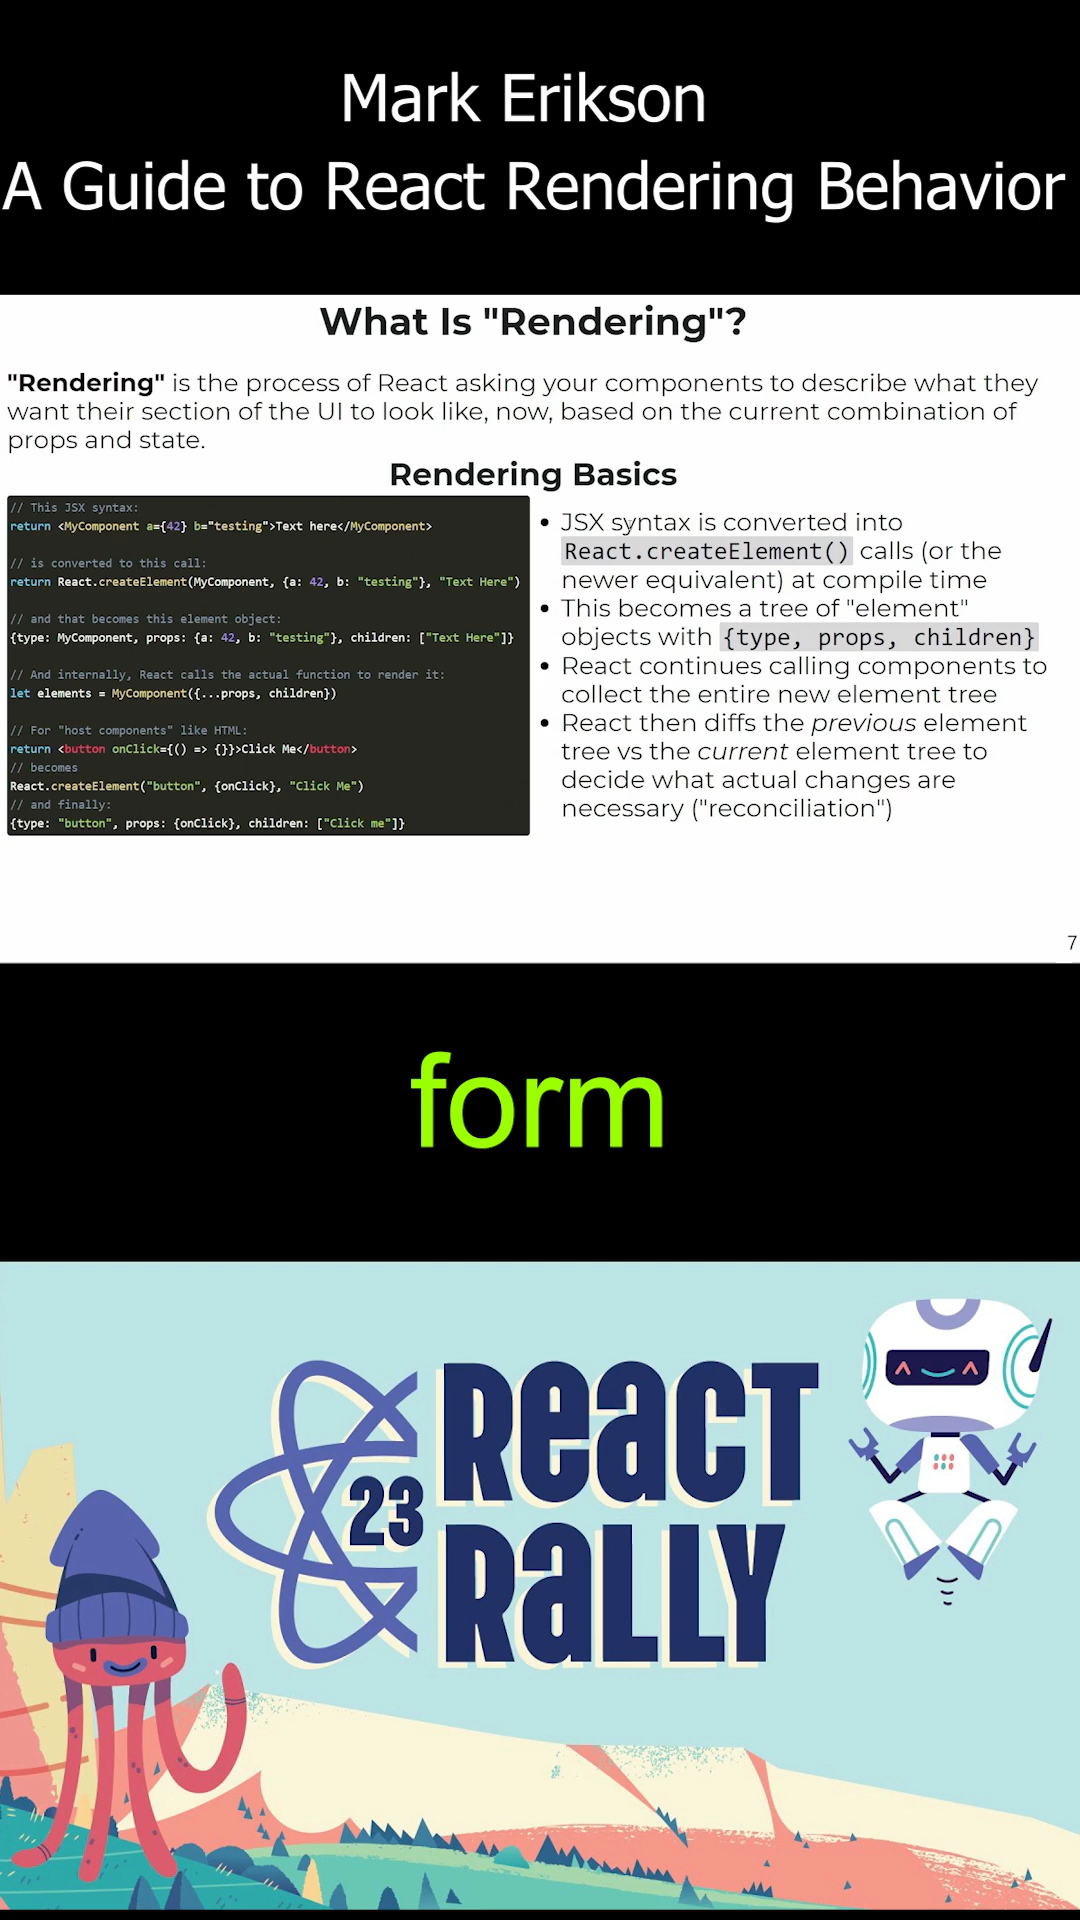 Mark Erikson
A Guide to React Rendering Behavior
What Is "Rendering"?
"Rendering" is the process of React asking your components to describe what they
want their section of the UI to look like, now, based on the current combination of
props and state.
Rendering Basics
// This JSX syntax:
return <MyComponent a={42} b="testing">Text here</MyComponent>
// is converted to this call:
return React.createElement(MyComponent, {a: 42, b: "testing"}, "Text Here")
// and that becomes this element object:
{type: MyComponent, props: {a: 42, b: "testing"}, children: ["Text Here"]}
// And internally, React calls the actual function to render it:
let elements = MyComponent({...props, children})
// For "host components" like HTML:
return <button onClick={() => {}}>Click Me</button>
// becomes
React.createElement("button", {onClick}, "Click Me")
// and finally:
{type: "button", props: {onClick}, children: ["Click me"]}
• JSX syntax is converted into
React.createElement() calls (or the
newer equivalent) at compile time
• This becomes a tree of "element"
objects with {type, props, children}
• React continues calling components to
collect the entire new element tree
• React then diffs the previous element
tree vs the current element tree to
decide what actual changes are
necessary ("reconciliation")
7
form
React
23
Rally